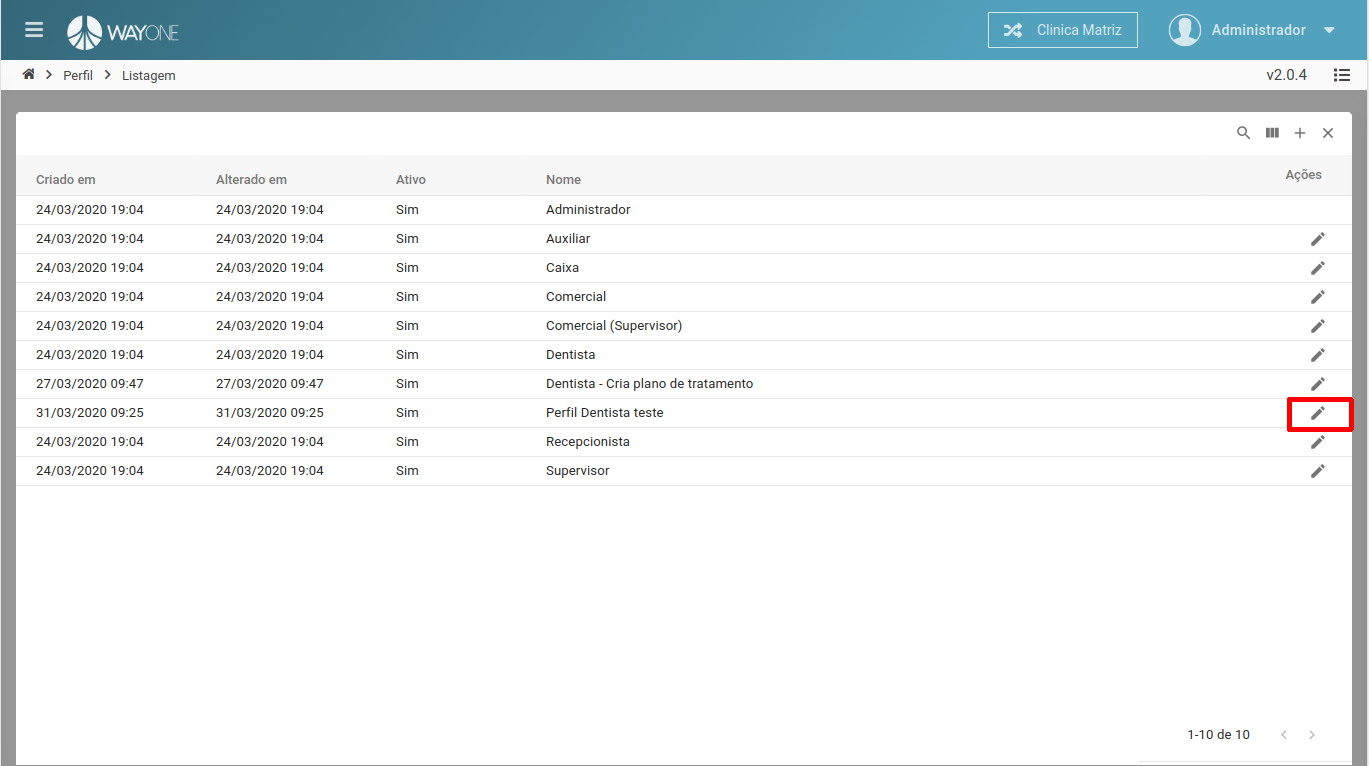 WAYONE
Clinica Matriz
Administrador
Perfil
Listagem
v2.0.4
Criado em Alterado em Ativo Nome Ações
24/03/2020 19:04 24/03/2020 19:04 Sim Administrador
24/03/2020 19:04 24/03/2020 19:04 Sim Auxiliar
24/03/2020 19:04 24/03/2020 19:04 Sim Caixa
24/03/2020 19:04 24/03/2020 19:04 Sim Comercial
24/03/2020 19:04 24/03/2020 19:04 Sim Comercial (Supervisor)
24/03/2020 19:04 24/03/2020 19:04 Sim Dentista
27/03/2020 09:47 27/03/2020 09:47 Sim Dentista - Cria plano de tratamento
31/03/2020 09:25 31/03/2020 09:25 Sim Perfil Dentista teste
24/03/2020 19:04 24/03/2020 19:04 Sim Recepcionista
24/03/2020 19:04 24/03/2020 19:04 Sim Supervisor
1-10 de 10